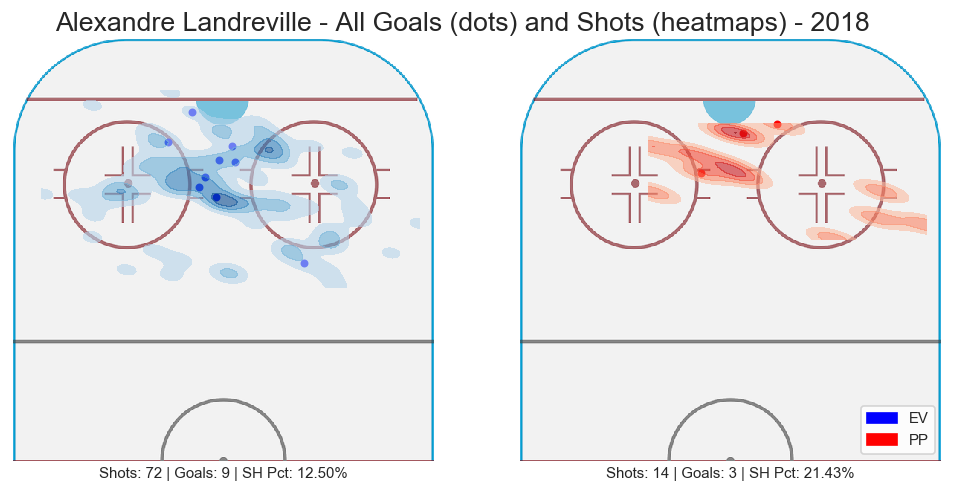 Alexandre Landreville - All Goals (dots) and Shots (heatmaps) - 2018
EV
PP
Shots: 72 | Goals: 9 | SH Pct: 12.50%
Shots: 14 | Goals: 3 | SH Pct: 21.43%